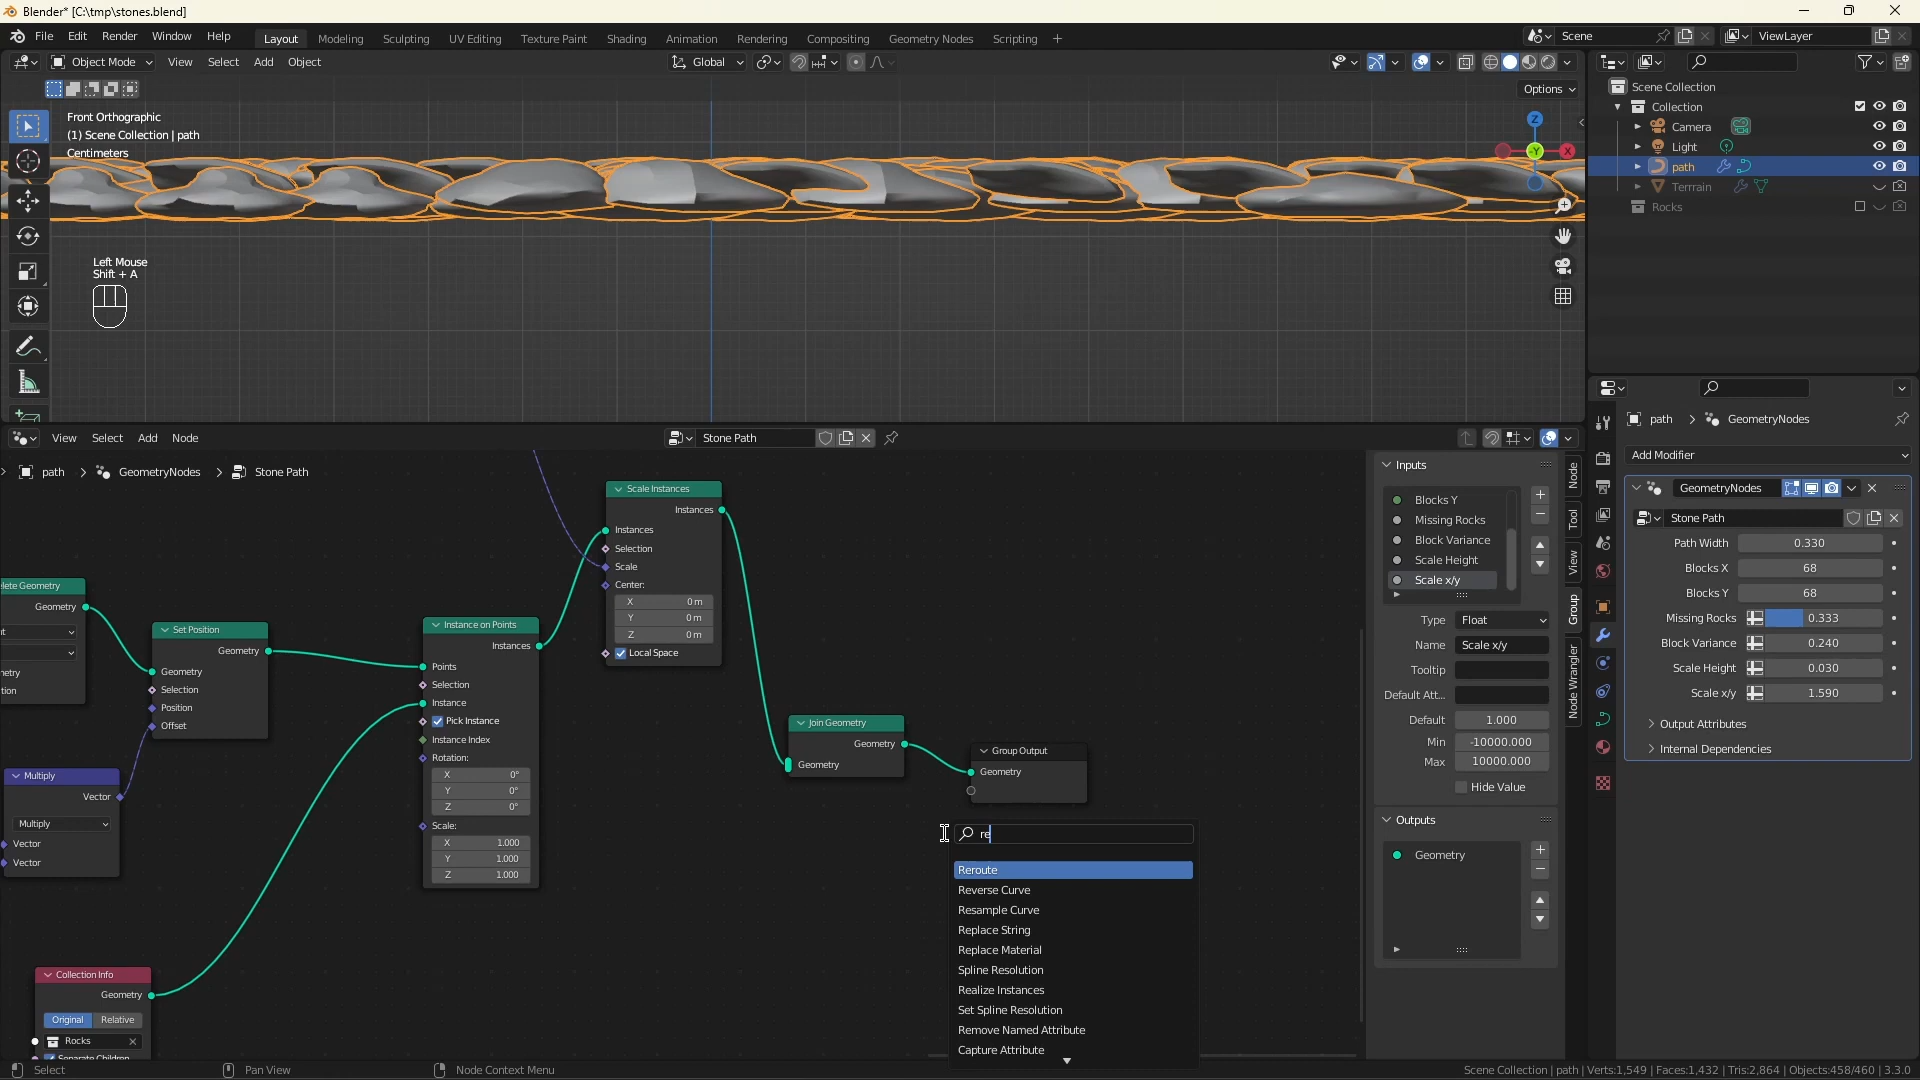 Blender* [C:\tmp\stones.blend]
File Edit Render Window Help Layout Modeling Sculpting UV Editing Texture Paint Shading Animation Rendering Compositing Geometry Nodes Scripting Scene ViewLayer
Object Mode View Select Add Object Global
Options
Front Orthographic
(1) Scene Collection | path
Centimeters
Left Mouse
Shift + A
Z
X
-Y
Scene Collection
Collection
Camera
Light
path
Terrrain
Rocks
View Select Add Node Stone Path
path GeometryNodes Stone Path
lete Geometry
Geometry
nt
metry
tion
Set Position
Geometry
Geometry
Selection
Position
Offset
Multiply
Vector
Multiply
Vector
Vector
Collection Info
Geometry
Original Relative
Rocks
Separate Children
Instance on Points
Instances
Points
Selection
Instance
Pick Instance
Instance Index
Rotation:
X 0°
Y 0°
Z 0°
Scale:
X 1.000
Y 1.000
Z 1.000
Scale Instances
Instances
Instances
Selection
Scale
Center:
X 0 m
Y 0 m
Z 0 m
Local Space
Join Geometry
Geometry
Geometry
Group Output
Geometry
re
Reroute
Reverse Curve
Resample Curve
Replace String
Replace Material
Spline Resolution
Realize Instances
Set Spline Resolution
Remove Named Attribute
Capture Attribute
Inputs
Blocks Y
Missing Rocks
Block Variance
Scale Height
Scale x/y
Type Float
Name Scale x/y
Tooltip
Default Att...
Default 1.000
Min -10000.000
Max 10000.000
Hide Value
Outputs
Geometry
Node
Tool
View
Group
Node Wrangler
path GeometryNodes
Add Modifier
GeometryNodes
Stone Path
Path Width 0.330
Blocks X 68
Blocks Y 68
Missing Rocks 0.333
Block Variance 0.240
Scale Height 0.030
Scale x/y 1.590
Output Attributes
Internal Dependencies
Select Pan View Node Context Menu Scene Collection | path | Verts:1,549 | Faces:1,432 | Tris:2,864 | Objects:458/460 | 3.3.0